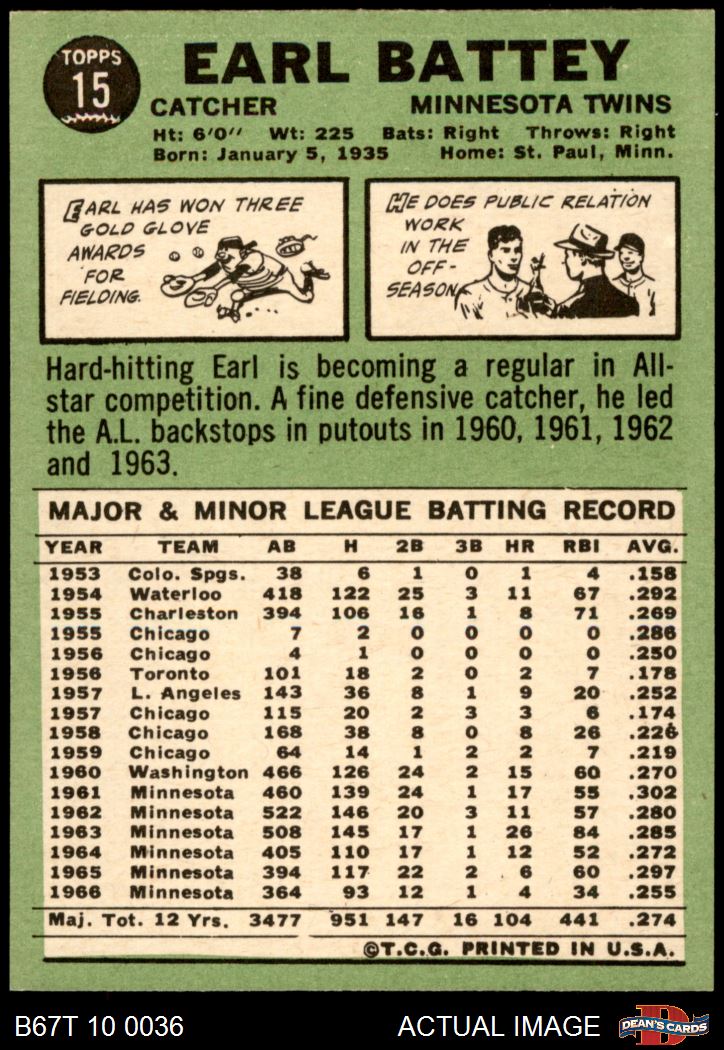 TOPPS
15
EARL BATTEY
CATCHER MINNESOTA TWINS
Ht: 6'0" Wt: 225 Bats: Right Throws: Right
Born: January 5, 1935 Home: St. Paul, Minn.
EARL HAS WON THREE
GOLD GLOVE
AWARDS
FOR
FIELDING.
HE DOES PUBLIC RELATION
WORK
IN THE
OFF-
SEASON
Hard-hitting Earl is becoming a regular in All-
star competition. A fine defensive catcher, he led
the A.L. backstops in putouts in 1960, 1961, 1962
and 1963.
MAJOR & MINOR LEAGUE BATTING RECORD
YEAR TEAM AB H 2B 3B HR RBI AVG.
1953 Colo. Spgs. 38 6 1 0 1 4 .158
1954 Waterloo 418 122 25 3 11 67 .292
1955 Charleston 394 106 16 1 8 71 .269
1955 Chicago 7 2 0 0 0 0 .286
1956 Chicago 4 1 0 0 0 0 .250
1956 Toronto 101 18 2 0 2 7 .178
1957 L. Angeles 143 36 8 1 9 20 .252
1957 Chicago 115 20 2 3 3 6 .174
1958 Chicago 168 38 8 0 8 26 .226
1959 Chicago 64 14 1 2 2 7 .219
1960 Washington 466 126 24 2 15 60 .270
1961 Minnesota 460 139 24 1 17 55 .302
1962 Minnesota 522 146 20 3 11 57 .280
1963 Minnesota 508 145 17 1 26 84 .285
1964 Minnesota 405 110 17 1 12 52 .272
1965 Minnesota 394 117 22 2 6 60 .297
1966 Minnesota 364 93 12 1 4 34 .255
Maj. Tot. 12 Yrs. 3477 951 147 16 104 441 .274
©T.C.G. PRINTED IN U.S.A.
B67T 10 0036 ACTUAL IMAGE
D
DEAN'S CARDS